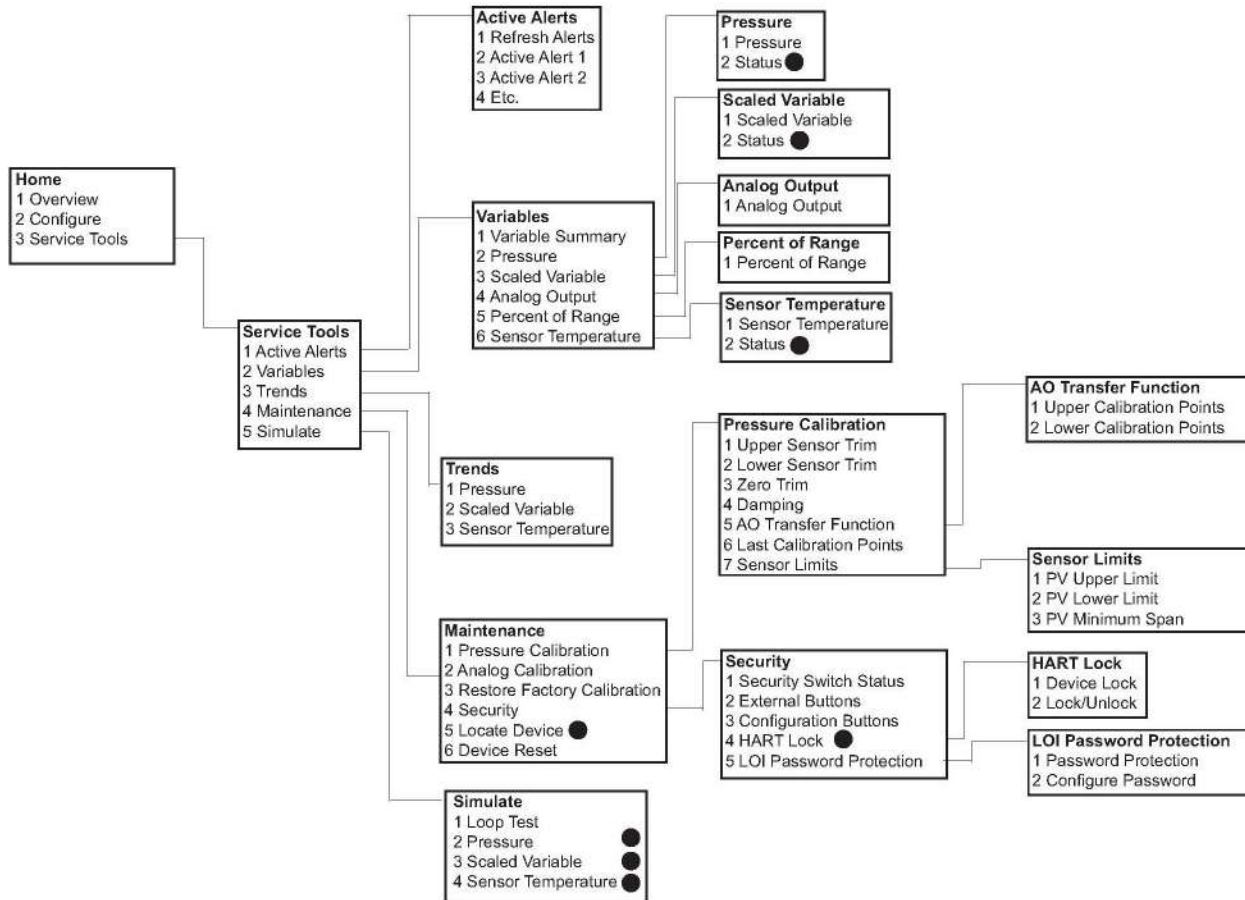 Home
1 Overview
2 Configure
3 Service Tools
Service Tools
1 Active Alerts
2 Variables
3 Trends
4 Maintenance
5 Simulate
Active Alerts
1 Refresh Alerts
2 Active Alert 1
3 Active Alert 2
4 Etc.
Variables
1 Variable Summary
2 Pressure
3 Scaled Variable
4 Analog Output
5 Percent of Range
6 Sensor Temperature
Trends
1 Pressure
2 Scaled Variable
3 Sensor Temperature
Maintenance
1 Pressure Calibration
2 Analog Calibration
3 Restore Factory Calibration
4 Security
5 Locate Device
6 Device Reset
Simulate
1 Loop Test
2 Pressure
3 Scaled Variable
4 Sensor Temperature
Pressure
1 Pressure
2 Status
Scaled Variable
1 Scaled Variable
2 Status
Analog Output
1 Analog Output
Percent of Range
1 Percent of Range
Sensor Temperature
1 Sensor Temperature
2 Status
Pressure Calibration
1 Upper Sensor Trim
2 Lower Sensor Trim
3 Zero Trim
4 Damping
5 AO Transfer Function
6 Last Calibration Points
7 Sensor Limits
Security
1 Security Switch Status
2 External Buttons
3 Configuration Buttons
4 HART Lock
5 LOI Password Protection
AO Transfer Function
1 Upper Calibration Points
2 Lower Calibration Points
Sensor Limits
1 PV Upper Limit
2 PV Lower Limit
3 PV Minimum Span
HART Lock
1 Device Lock
2 Lock/Unlock
LOI Password Protection
1 Password Protection
2 Configure Password